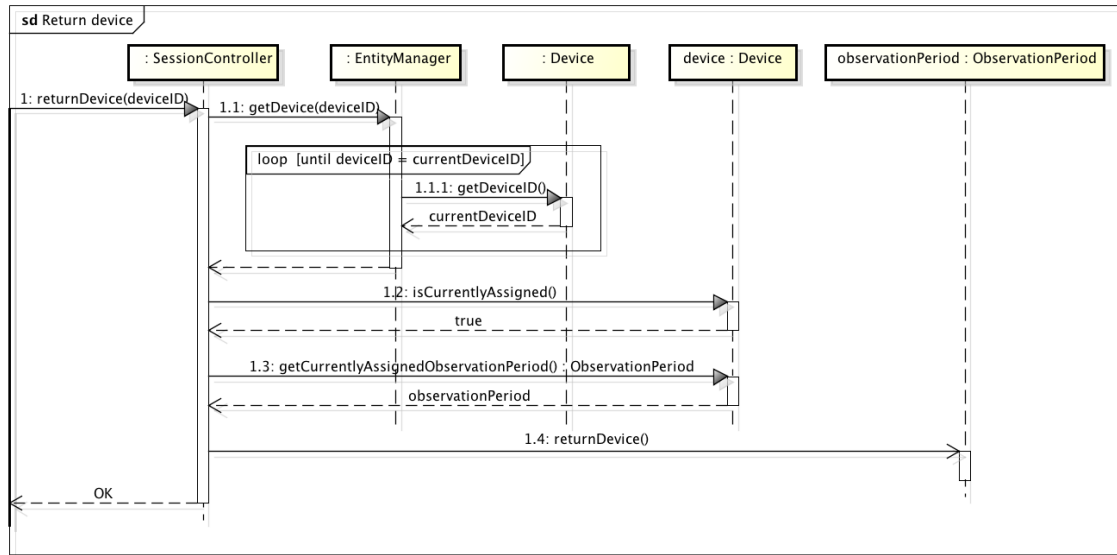 sd Return device
: SessionController
: EntityManager
: Device
device : Device
observationPeriod : ObservationPeriod
1: returnDevice(deviceID)
1.1: getDevice(deviceID)
loop [until deviceID = currentDeviceID]
1.1.1: getDeviceID()
currentDeviceID
1.2: isCurrentlyAssigned()
true
1.3: getCurrentlyAssignedObservationPeriod() : ObservationPeriod
observationPeriod
1.4: returnDevice()
OK